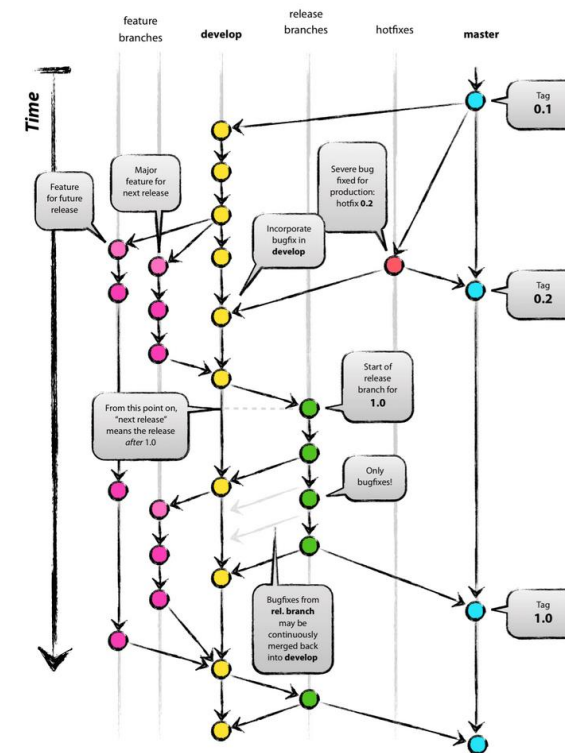 feature
branches
develop
release
branches
hotfixes
master
Time
Tag
0.1
Feature
for future
release
Major
feature for
next release
Severe bug
fixed for
production:
hotfix 0.2
Incorporate
bugfix in
develop
Tag
0.2
Start of
release
branch for
1.0
From this point on,
“next release”
means the release
after 1.0
Only
bugfixes!
Bugfixes from
rel. branch
may be
continuously
merged back
into develop
Tag
1.0